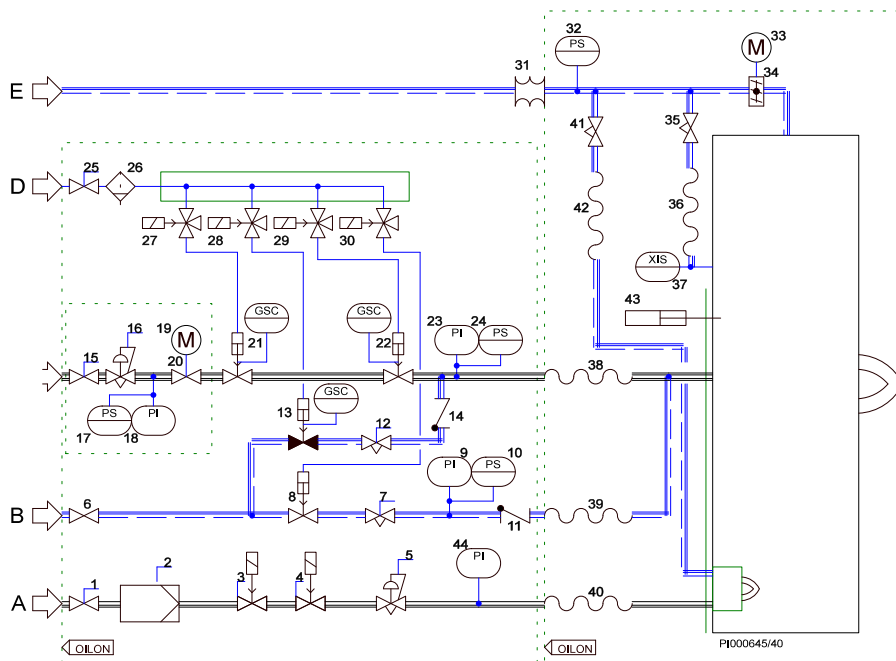 32
33
PS
M
31
34
E
41
35
25
26
D
42
36
27
28
29
30
XIS
37
GSC
GSC
43
19
23
24
16
M
21
22
PI
PS
15
20
38
PS
PI
13
GSC
12
14
17
18
9
10
PI
PS
6
8
7
39
B
11
2
44
5
1
3
4
PI
A
40
OILON
OILON
PI000645/40